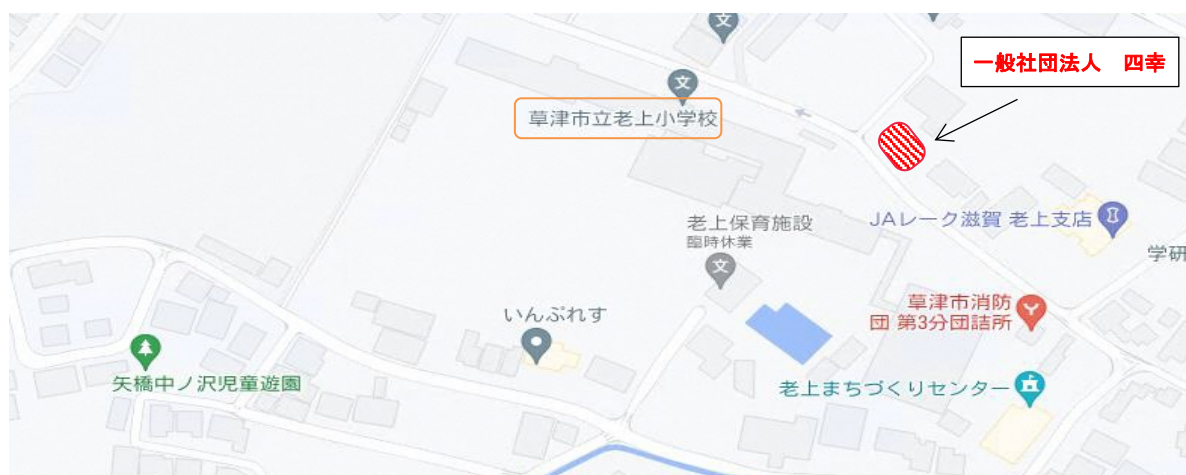 一般社団法人　四幸
草津市立老上小学校
文
文
JAレーク滋賀 老上支店
老上保育施設
臨時休業
文
学研
草津市消防
団 第3分団詰所
いんぷれす
矢橋中ノ沢児童遊園
老上まちづくりセンター